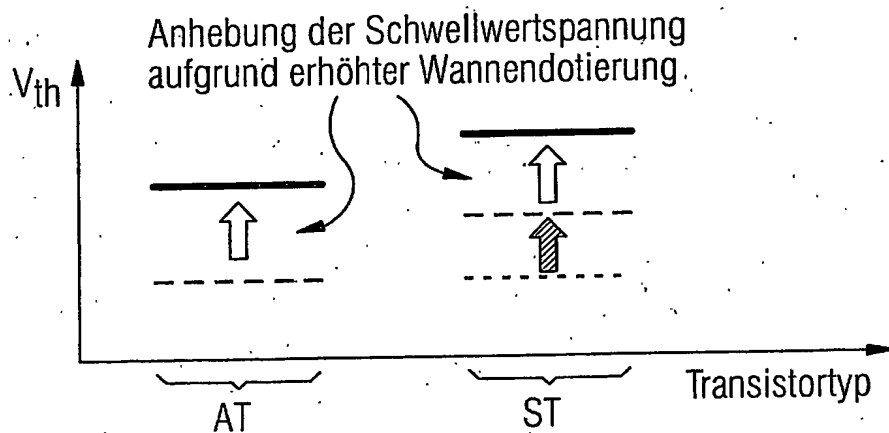 Anhebung der Schwellwertspannung
aufgrund erhöhter Wannendotierung
Vth
AT
ST
Transistortyp